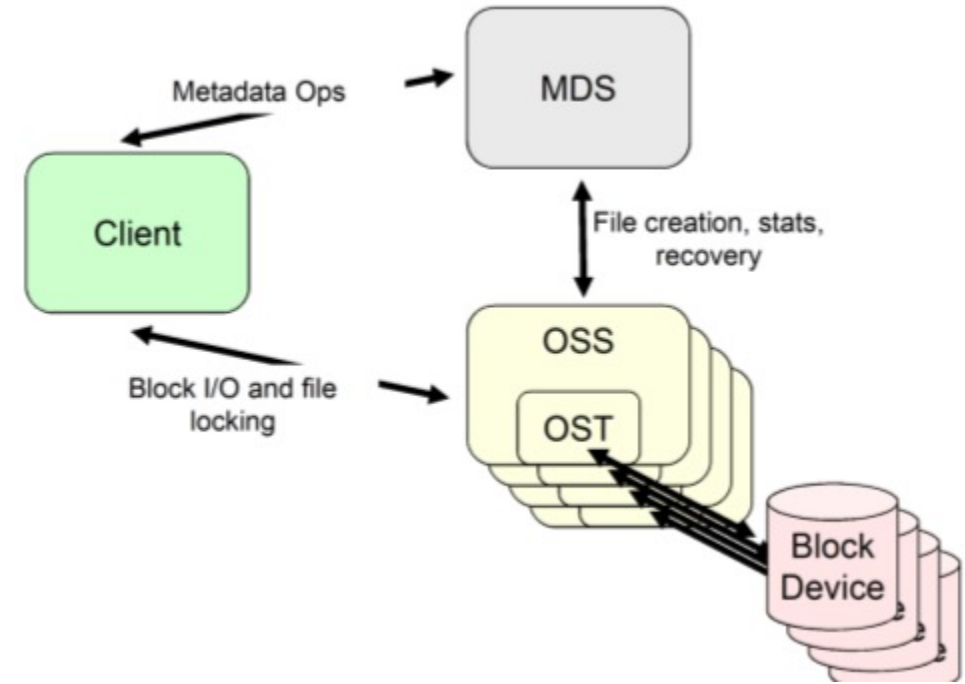 MDS
Metadata Ops
Client
File creation, stats,
recovery
OSS
Block I/O and file
locking
OST
Block
Device
e
e
e